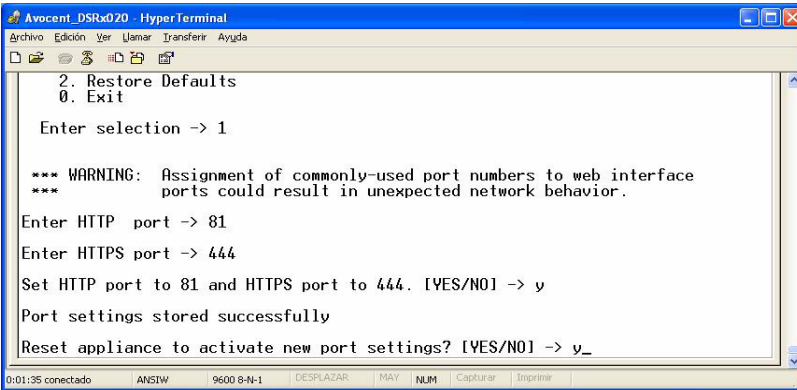 Avocent_DSRx020 - HyperTerminal
Archivo Edición Ver Llamar Transferir Ayuda
2. Restore Defaults
0. Exit
Enter selection -> 1
*** WARNING: Assignment of commonly-used port numbers to web interface
*** ports could result in unexpected network behavior.
Enter HTTP port -> 81
Enter HTTPS port -> 444
Set HTTP port to 81 and HTTPS port to 444. [YES/NO] -> y
Port settings stored successfully
Reset appliance to activate new port settings? [YES/NO] -> y_
0:01:35 conectado ANSIW 9600 8-N-1 DESPLAZAR MAY NUM Capturar Imprimir